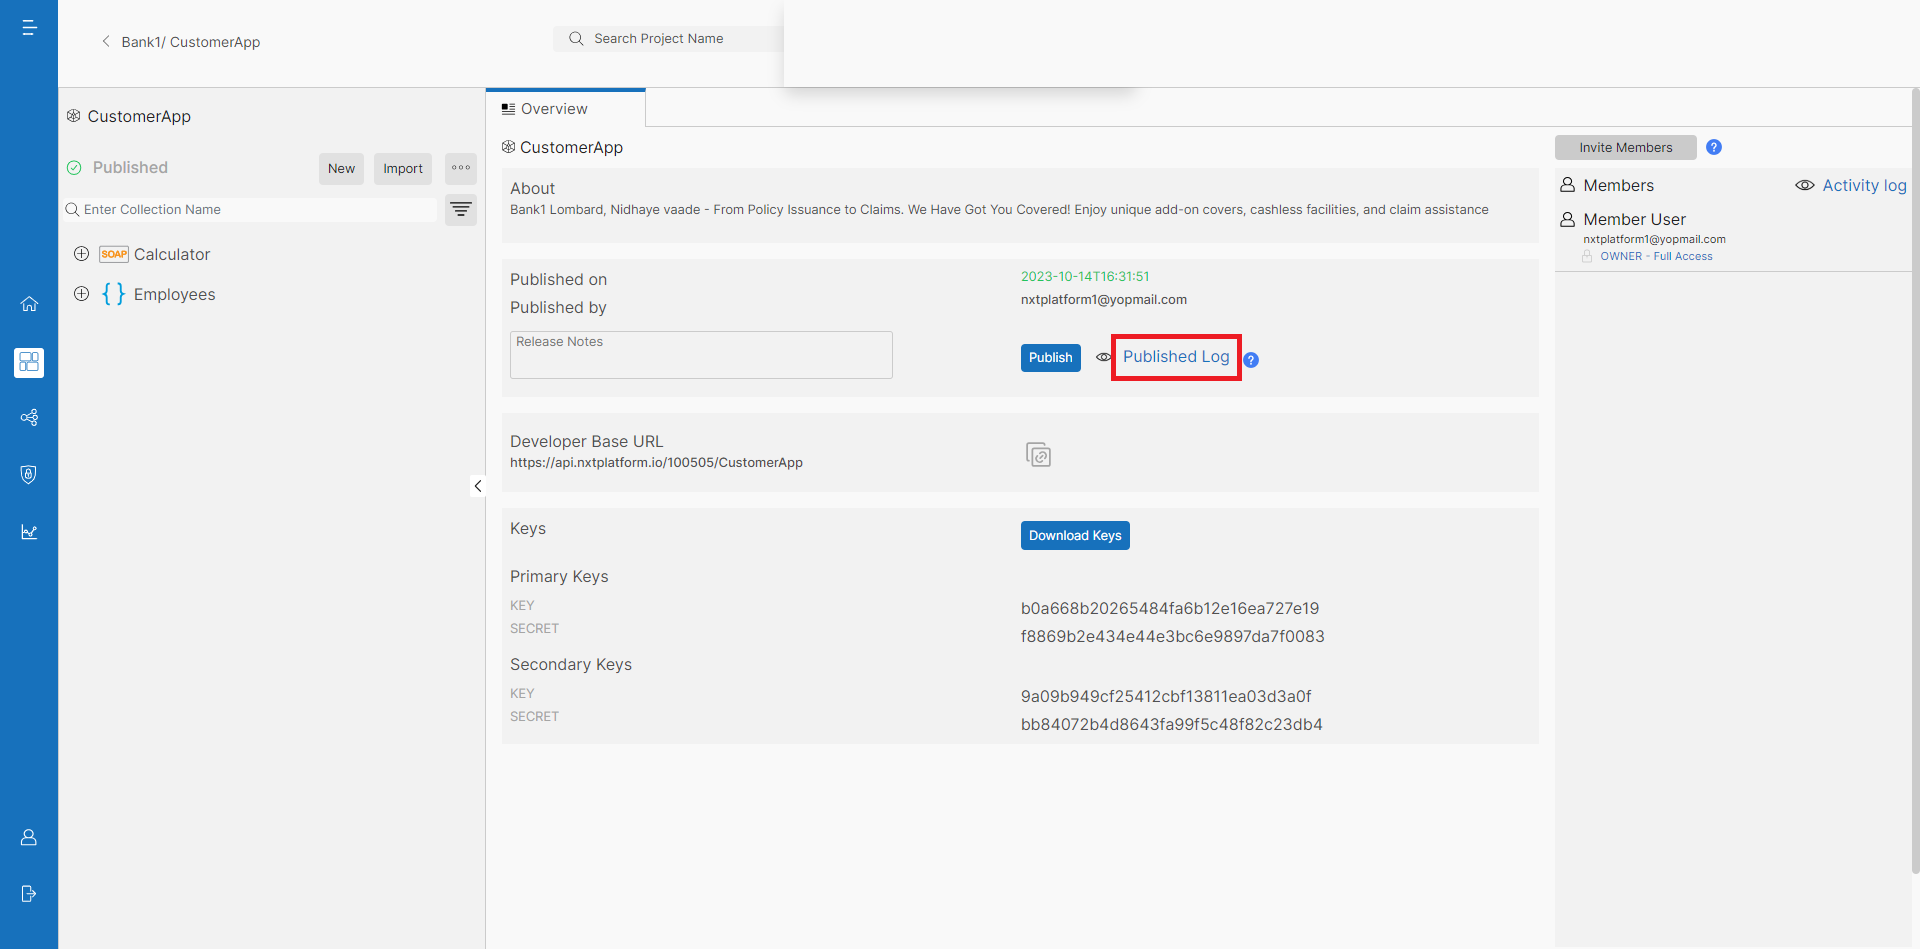 Bank1/ CustomerApp
Search Project Name
CustomerApp
Published
New
Import
Enter Collection Name
SOAP Calculator
{ } Employees
Overview
CustomerApp
About
Bank1 Lombard, Nidhaye vaade - From Policy Issuance to Claims. We Have Got You Covered! Enjoy unique add-on covers, cashless facilities, and claim assistance
Published on
2023-10-14T16:31:51
Published by
nxtplatform1@yopmail.com
Release Notes
Publish
Published Log
?
Developer Base URL
https://api.nxtplatform.io/100505/CustomerApp
Keys
Download Keys
Primary Keys
KEY
b0a668b20265484fa6b12e16ea727e19
SECRET
f8869b2e434e44e3bc6e9897da7f0083
Secondary Keys
KEY
9a09b949cf25412cbf13811ea03d3a0f
SECRET
bb84072b4d8643fa99f5c48f82c23db4
Invite Members
?
Members
Activity log
Member User
nxtplatform1@yopmail.com
OWNER - Full Access